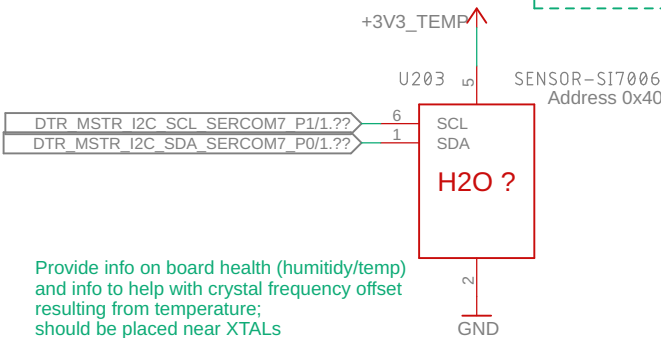 +3V3_TEMP
U203
5
SENSOR-SI7006
Address 0x40
DTR_MSTR_I2C_SCL_SERCOM7_P1/1.??
6
SCL
DTR_MSTR_I2C_SDA_SERCOM7_P0/1.??
1
SDA
H2O ?
Provide info on board health (humitidy/temp)
and info to help with crystal frequency offset
resulting from temperature;
should be placed near XTALs
2
GND